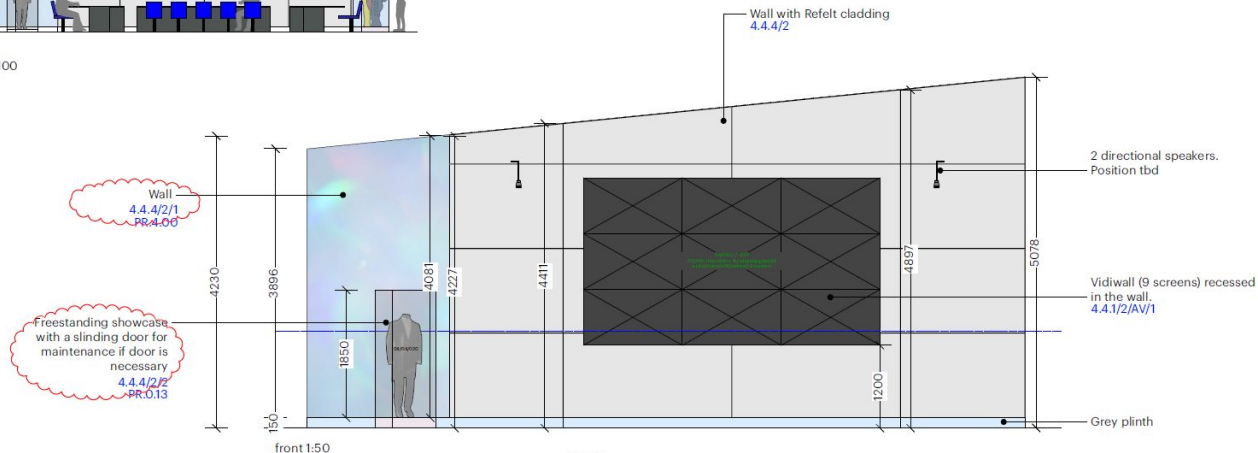 100
Wall with Refelt cladding
4.4.4/2
2 directional speakers.
Position tbd
Wall
4.4.4/2/1
PR.4.00
4230
3896
4081
4227
4411
4897
5078
Freestanding showcase
with a slinding door for
maintenance if door is
necessary
4.4.4/2/2
PR.0.13
1850
Vidiwall (9 screens) recessed
in the wall.
4.4.1/2/AV/1
1200
150
Grey plinth
front 1:50